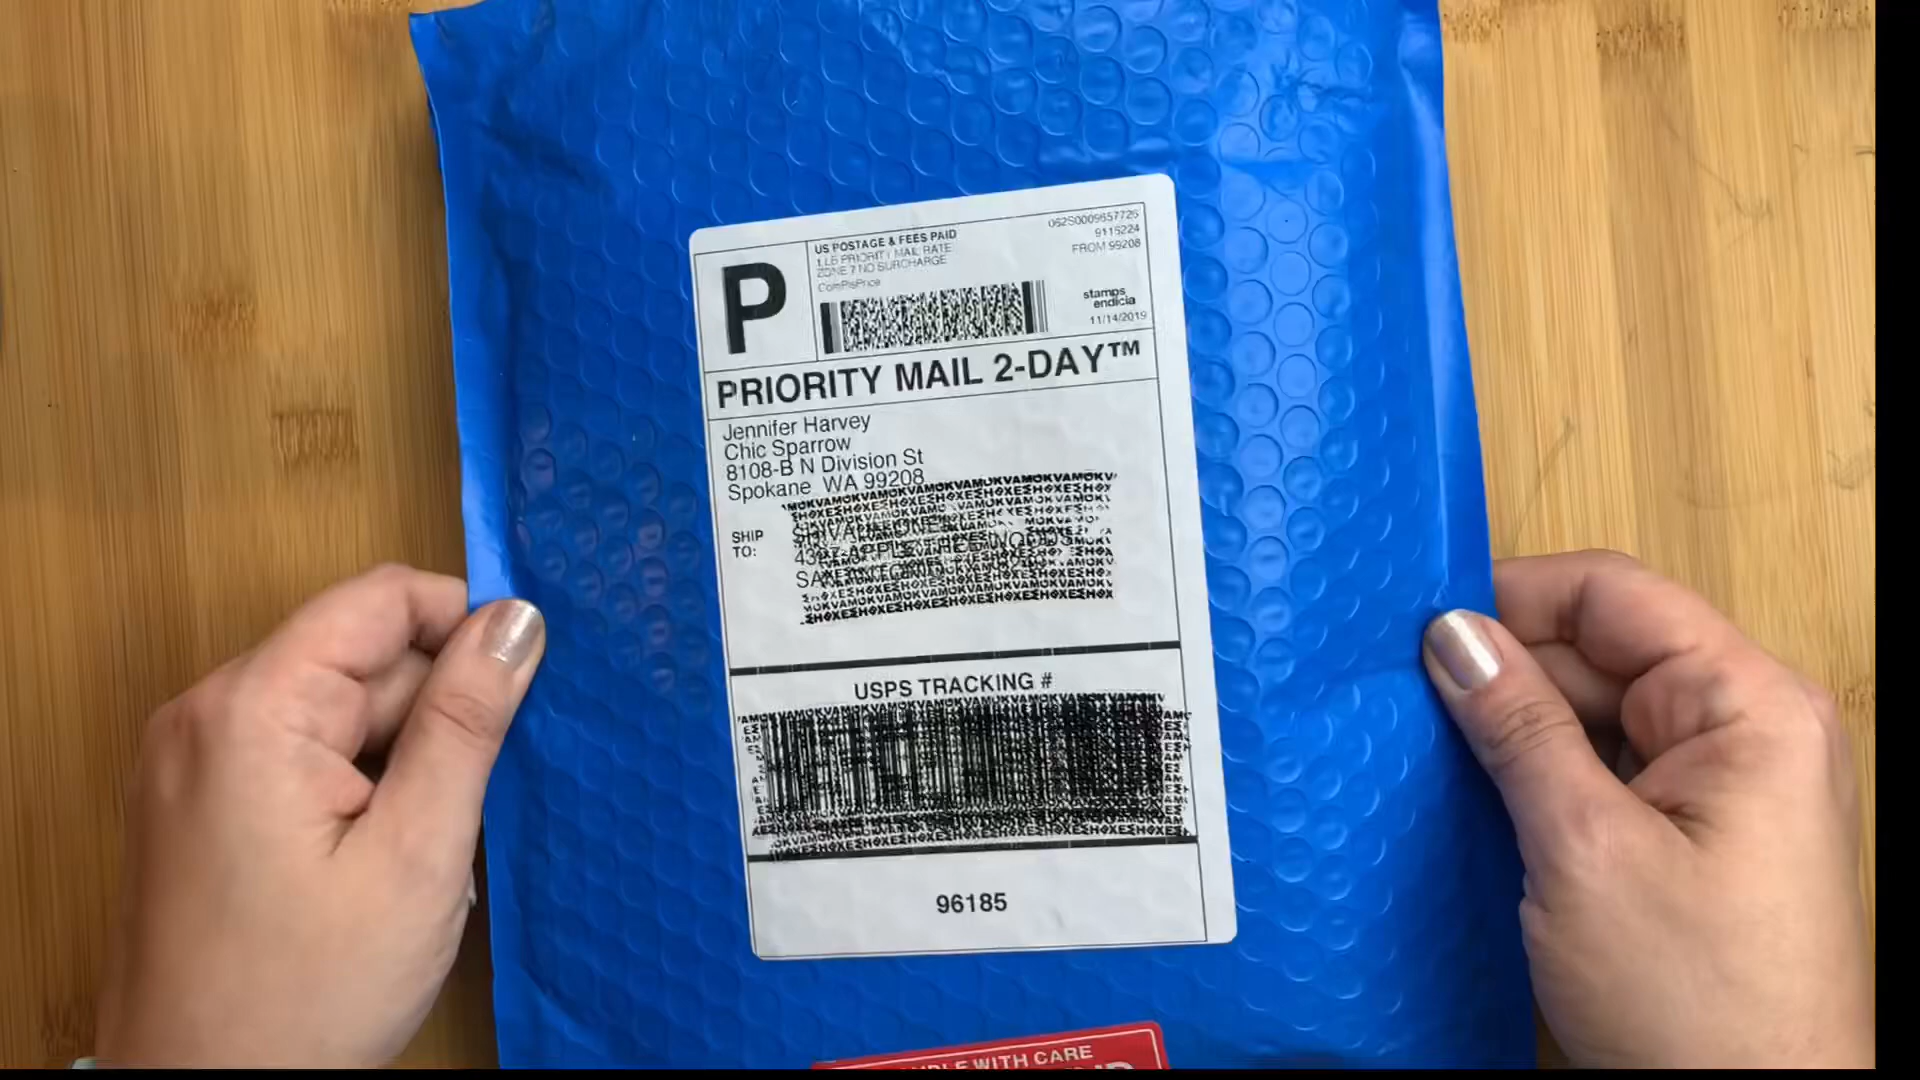 P
US POSTAGE & FEES PAID
1 LB PRIORITY MAIL RATE
ZONE 7 NO SURCHARGE
ComPlsPrice
062S0009657726
9115224
FROM 99208
stamps
endicia
11/14/2019
PRIORITY MAIL 2-DAY™
Jennifer Harvey
Chic Sparrow
8108-B N Division St
Spokane WA 99208
SHIP
TO:
USPS TRACKING #
96185
WITH CARE